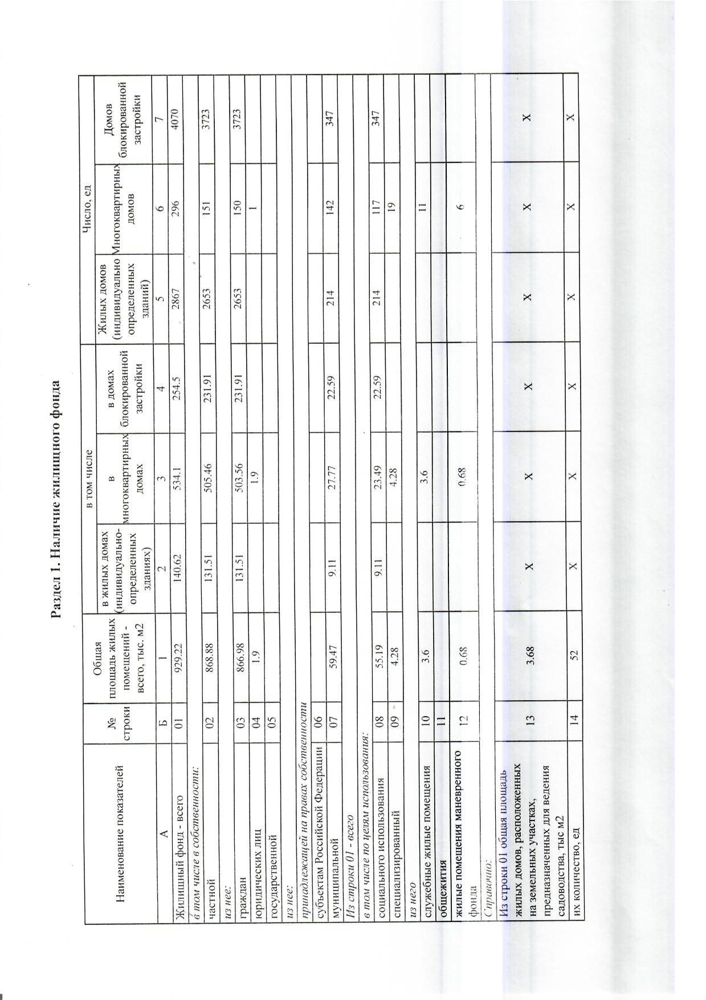 Раздел 1. Наличие жилищного фонда
Наименование показателей
№
строки
Общая
площадь жилых
помещений -
всего, тыс. м2
в том числе
Число, ед
в жилых домах
(индивидуально-
определенных
зданиях)
в
многоквартирных
домах
в домах
блокированной
застройки
Жилых домов
(индивидуально
определенных
зданий)
Многоквартирных
домов
Домов
блокированной
застройки
А Б 1 2 3 4 5 6 7
Жилищный фонд - всего 01 929.22 140.62 534.1 254.5 2867 296 4070
в том числе в собственности:
частной 02 868.88 131.51 505.46 231.91 2653 151 3723
из нее:
граждан 03 866.98 131.51 503.56 231.91 2653 150 3723
юридических лиц 04 1.9 1.9 1
государственной 05
из нее:
принадлежащей на правах собственности
субъектам Российской Федерации 06
муниципальной 07 59.47 9.11 27.77 22.59 214 142 347
Из строки 01 - всего
в том числе по целям использования:
социального использования 08 55.19 9.11 23.49 22.59 214 117 347
специализированный 09 4.28 4.28 19
из него
служебные жилые помещения 10 3.6 3.6 11
общежития 11
жилые помещения маневренного
фонда 12 0.68 0.68 6
Справочно:
Из строки 01 общая площадь
жилых домов, расположенных
на земельных участках,
предназначенных для ведения
садоводства, тыс м2 13 3.68 X X X X X X
их количество, ед 14 52 X X X X X X